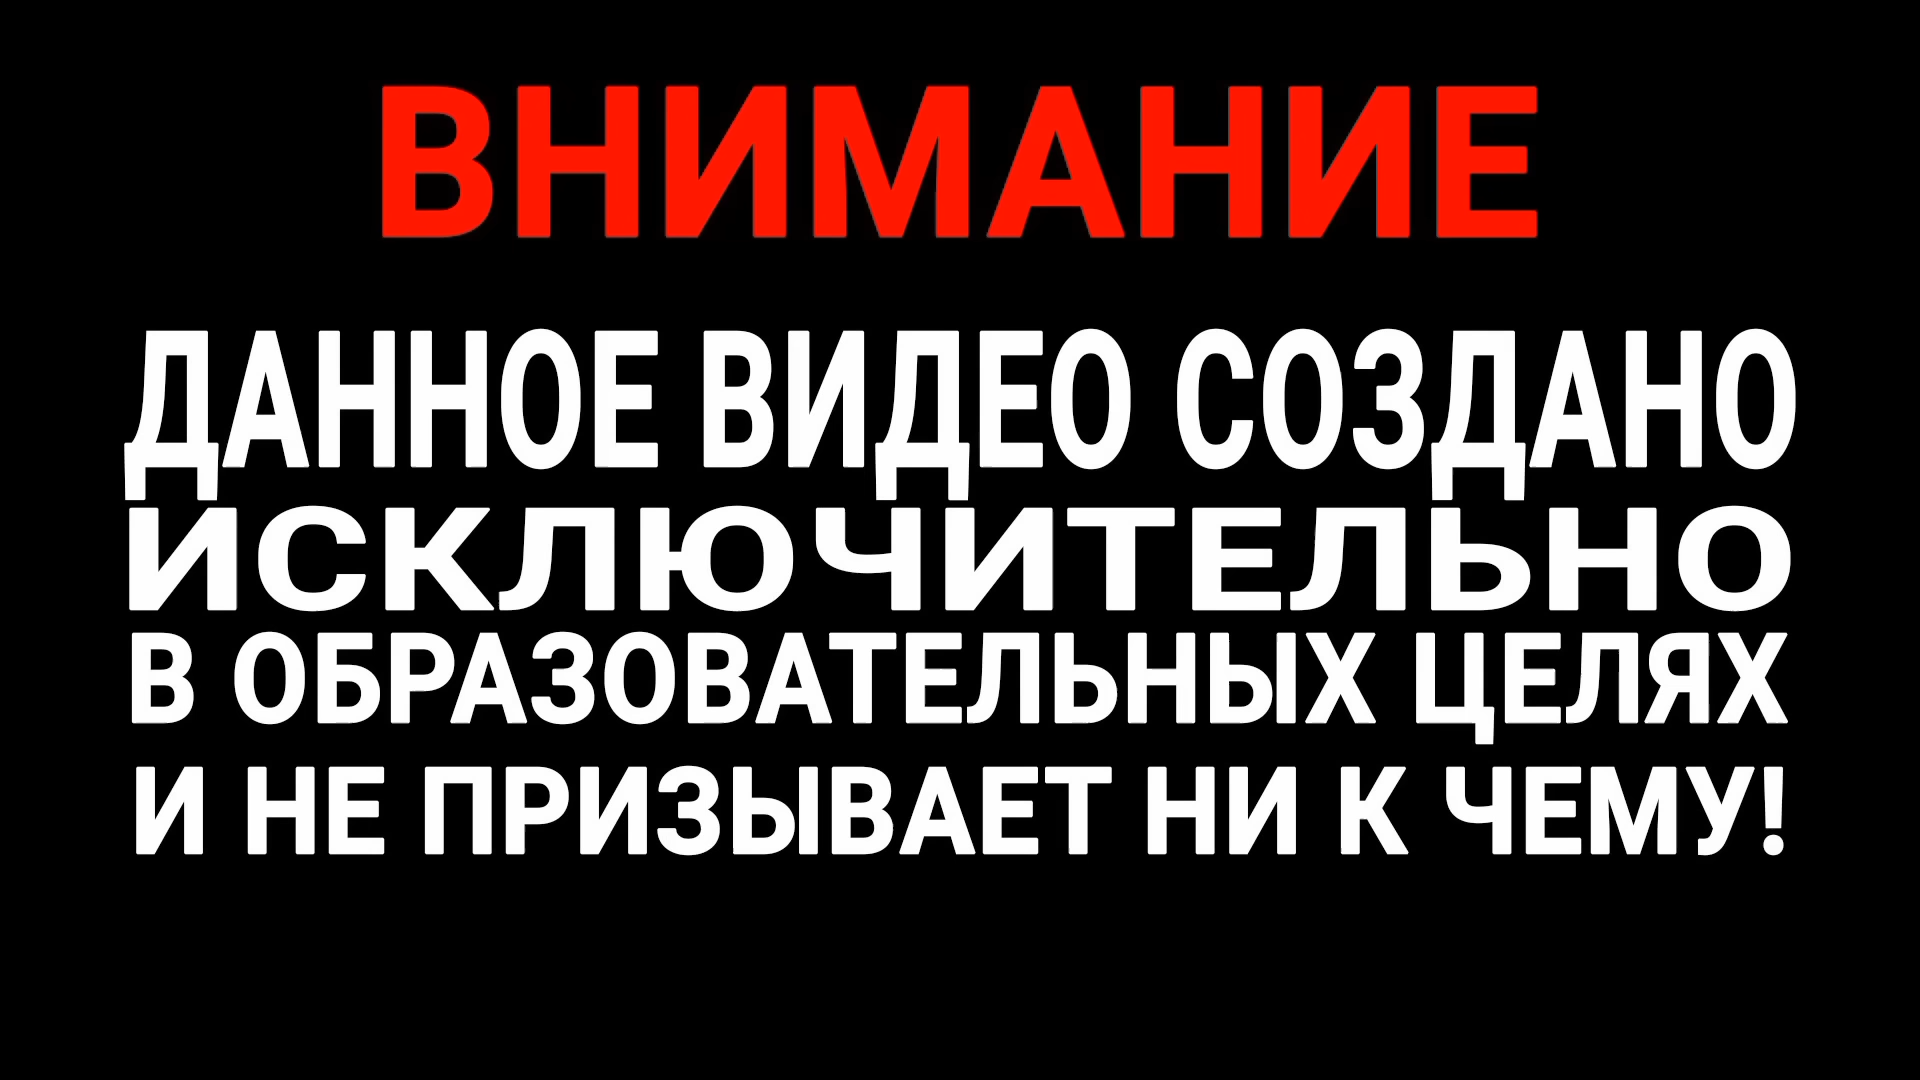 ВНИМАНИЕ
ДАННОЕ ВИДЕО СОЗДАНО
ИСКЛЮЧИТЕЛЬНО
В ОБРАЗОВАТЕЛЬНЫХ ЦЕЛЯХ
И НЕ ПРИЗЫВАЕТ НИ К ЧЕМУ!